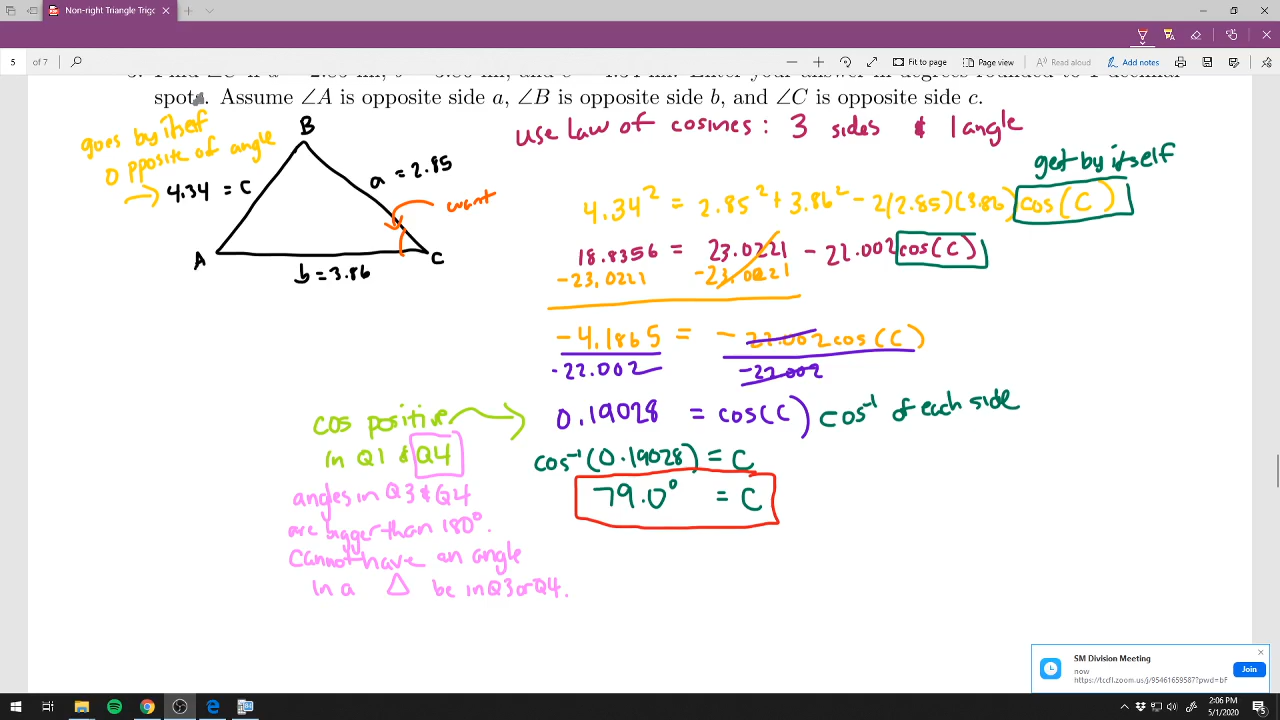 Non-right Triangle Trigo
5 of 7
Read aloud
Add notes
spots. Assume ∠A is opposite side a, ∠B is opposite side b, and ∠C is opposite side c.
goes by itself
opposite of angle
4.34 = C
B
a = 2.85
want
A
b = 3.86
C
use Law of cosines : 3 sides & 1 angle
get by itself
4.34² = 2.85² + 3.86² - 2(2.85)(3.86) cos(C)
18.8356 = 23.0221 - 22.002 cos(C)
-23.0221 -23.0221
-4.1865 = -22.002 cos(C)
-22.002 -22.002
0.19028 = cos(C) cos⁻¹ of each side
cos⁻¹(0.19028) = C
79.0° = C
cos positive
in Q1 & Q4
angles in Q3 & Q4
are bigger than 180°.
Cannot have an angle
in a △ be in Q3 or Q4.
SM Division Meeting
now
Join
2:06 PM
5/1/2020